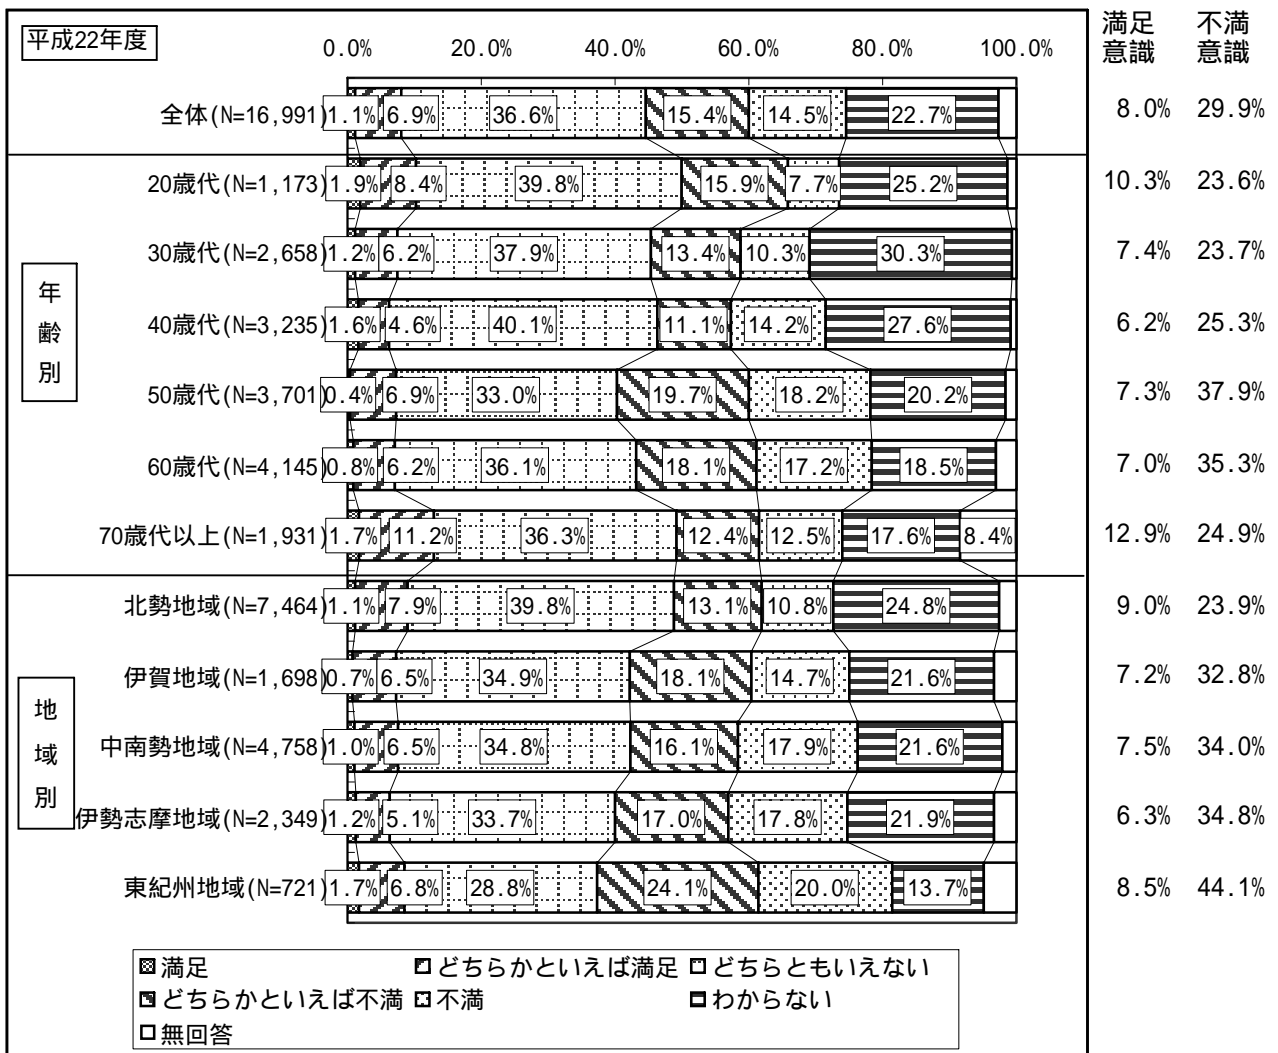 満足 不満
意識 意識
平成22年度
0.0% 20.0% 40.0% 60.0% 80.0% 100.0%
全体(N=16,991) 1.1% 6.9% 36.6% 15.4% 14.5% 22.7% 8.0% 29.9%
年齢別
20歳代(N=1,173) 1.9% 8.4% 39.8% 15.9% 7.7% 25.2% 10.3% 23.6%
30歳代(N=2,658) 1.2% 6.2% 37.9% 13.4% 10.3% 30.3% 7.4% 23.7%
40歳代(N=3,235) 1.6% 4.6% 40.1% 11.1% 14.2% 27.6% 6.2% 25.3%
50歳代(N=3,701) 0.4% 6.9% 33.0% 19.7% 18.2% 20.2% 7.3% 37.9%
60歳代(N=4,145) 0.8% 6.2% 36.1% 18.1% 17.2% 18.5% 7.0% 35.3%
70歳代以上(N=1,931) 1.7% 11.2% 36.3% 12.4% 12.5% 17.6% 8.4% 12.9% 24.9%
地域別
北勢地域(N=7,464) 1.1% 7.9% 39.8% 13.1% 10.8% 24.8% 9.0% 23.9%
伊賀地域(N=1,698) 0.7% 6.5% 34.9% 18.1% 14.7% 21.6% 7.2% 32.8%
中南勢地域(N=4,758) 1.0% 6.5% 34.8% 16.1% 17.9% 21.6% 7.5% 34.0%
伊勢志摩地域(N=2,349) 1.2% 5.1% 33.7% 17.0% 17.8% 21.9% 6.3% 34.8%
東紀州地域(N=721) 1.7% 6.8% 28.8% 24.1% 20.0% 13.7% 8.5% 44.1%
満足 どちらかといえば満足 どちらともいえない
どちらかといえば不満 不満 わからない
無回答